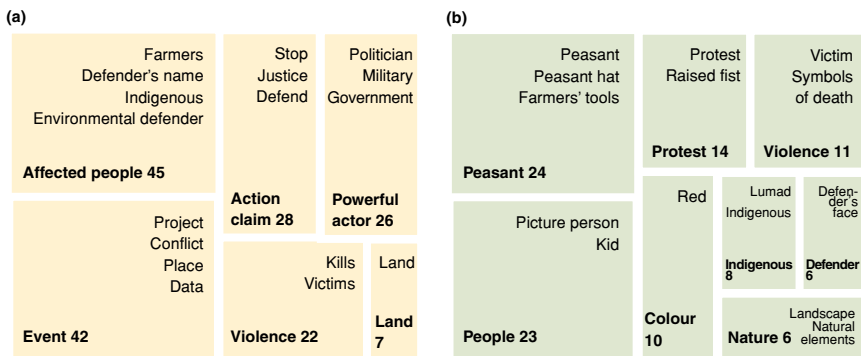 (a)
Farmers
Defender's name
Indigenous
Environmental defender
Affected people 45
Stop
Justice
Defend
Action
claim 28
Politician
Military
Government
Powerful
actor 26
Project
Conflict
Place
Data
Event 42
Kills
Victims
Violence 22
Land
Land
7
(b)
Peasant
Peasant hat
Farmers' tools
Peasant 24
Protest
Raised fist
Protest 14
Victim
Symbols
of death
Violence 11
Picture person
Kid
People 23
Red
Colour
10
Lumad
Indigenous
Indigenous
8
Defen-
der's
face
Defender
6
Landscape
Natural
elements
Nature 6